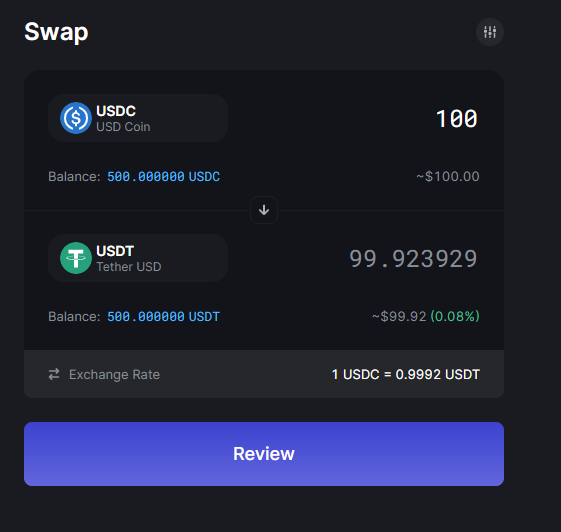 Swap
USDC
USD Coin
100
Balance: 500.000000 USDC
~$100.00
USDT
Tether USD
99.923929
Balance: 500.000000 USDT
~$99.92 (0.08%)
Exchange Rate
1 USDC = 0.9992 USDT
Review